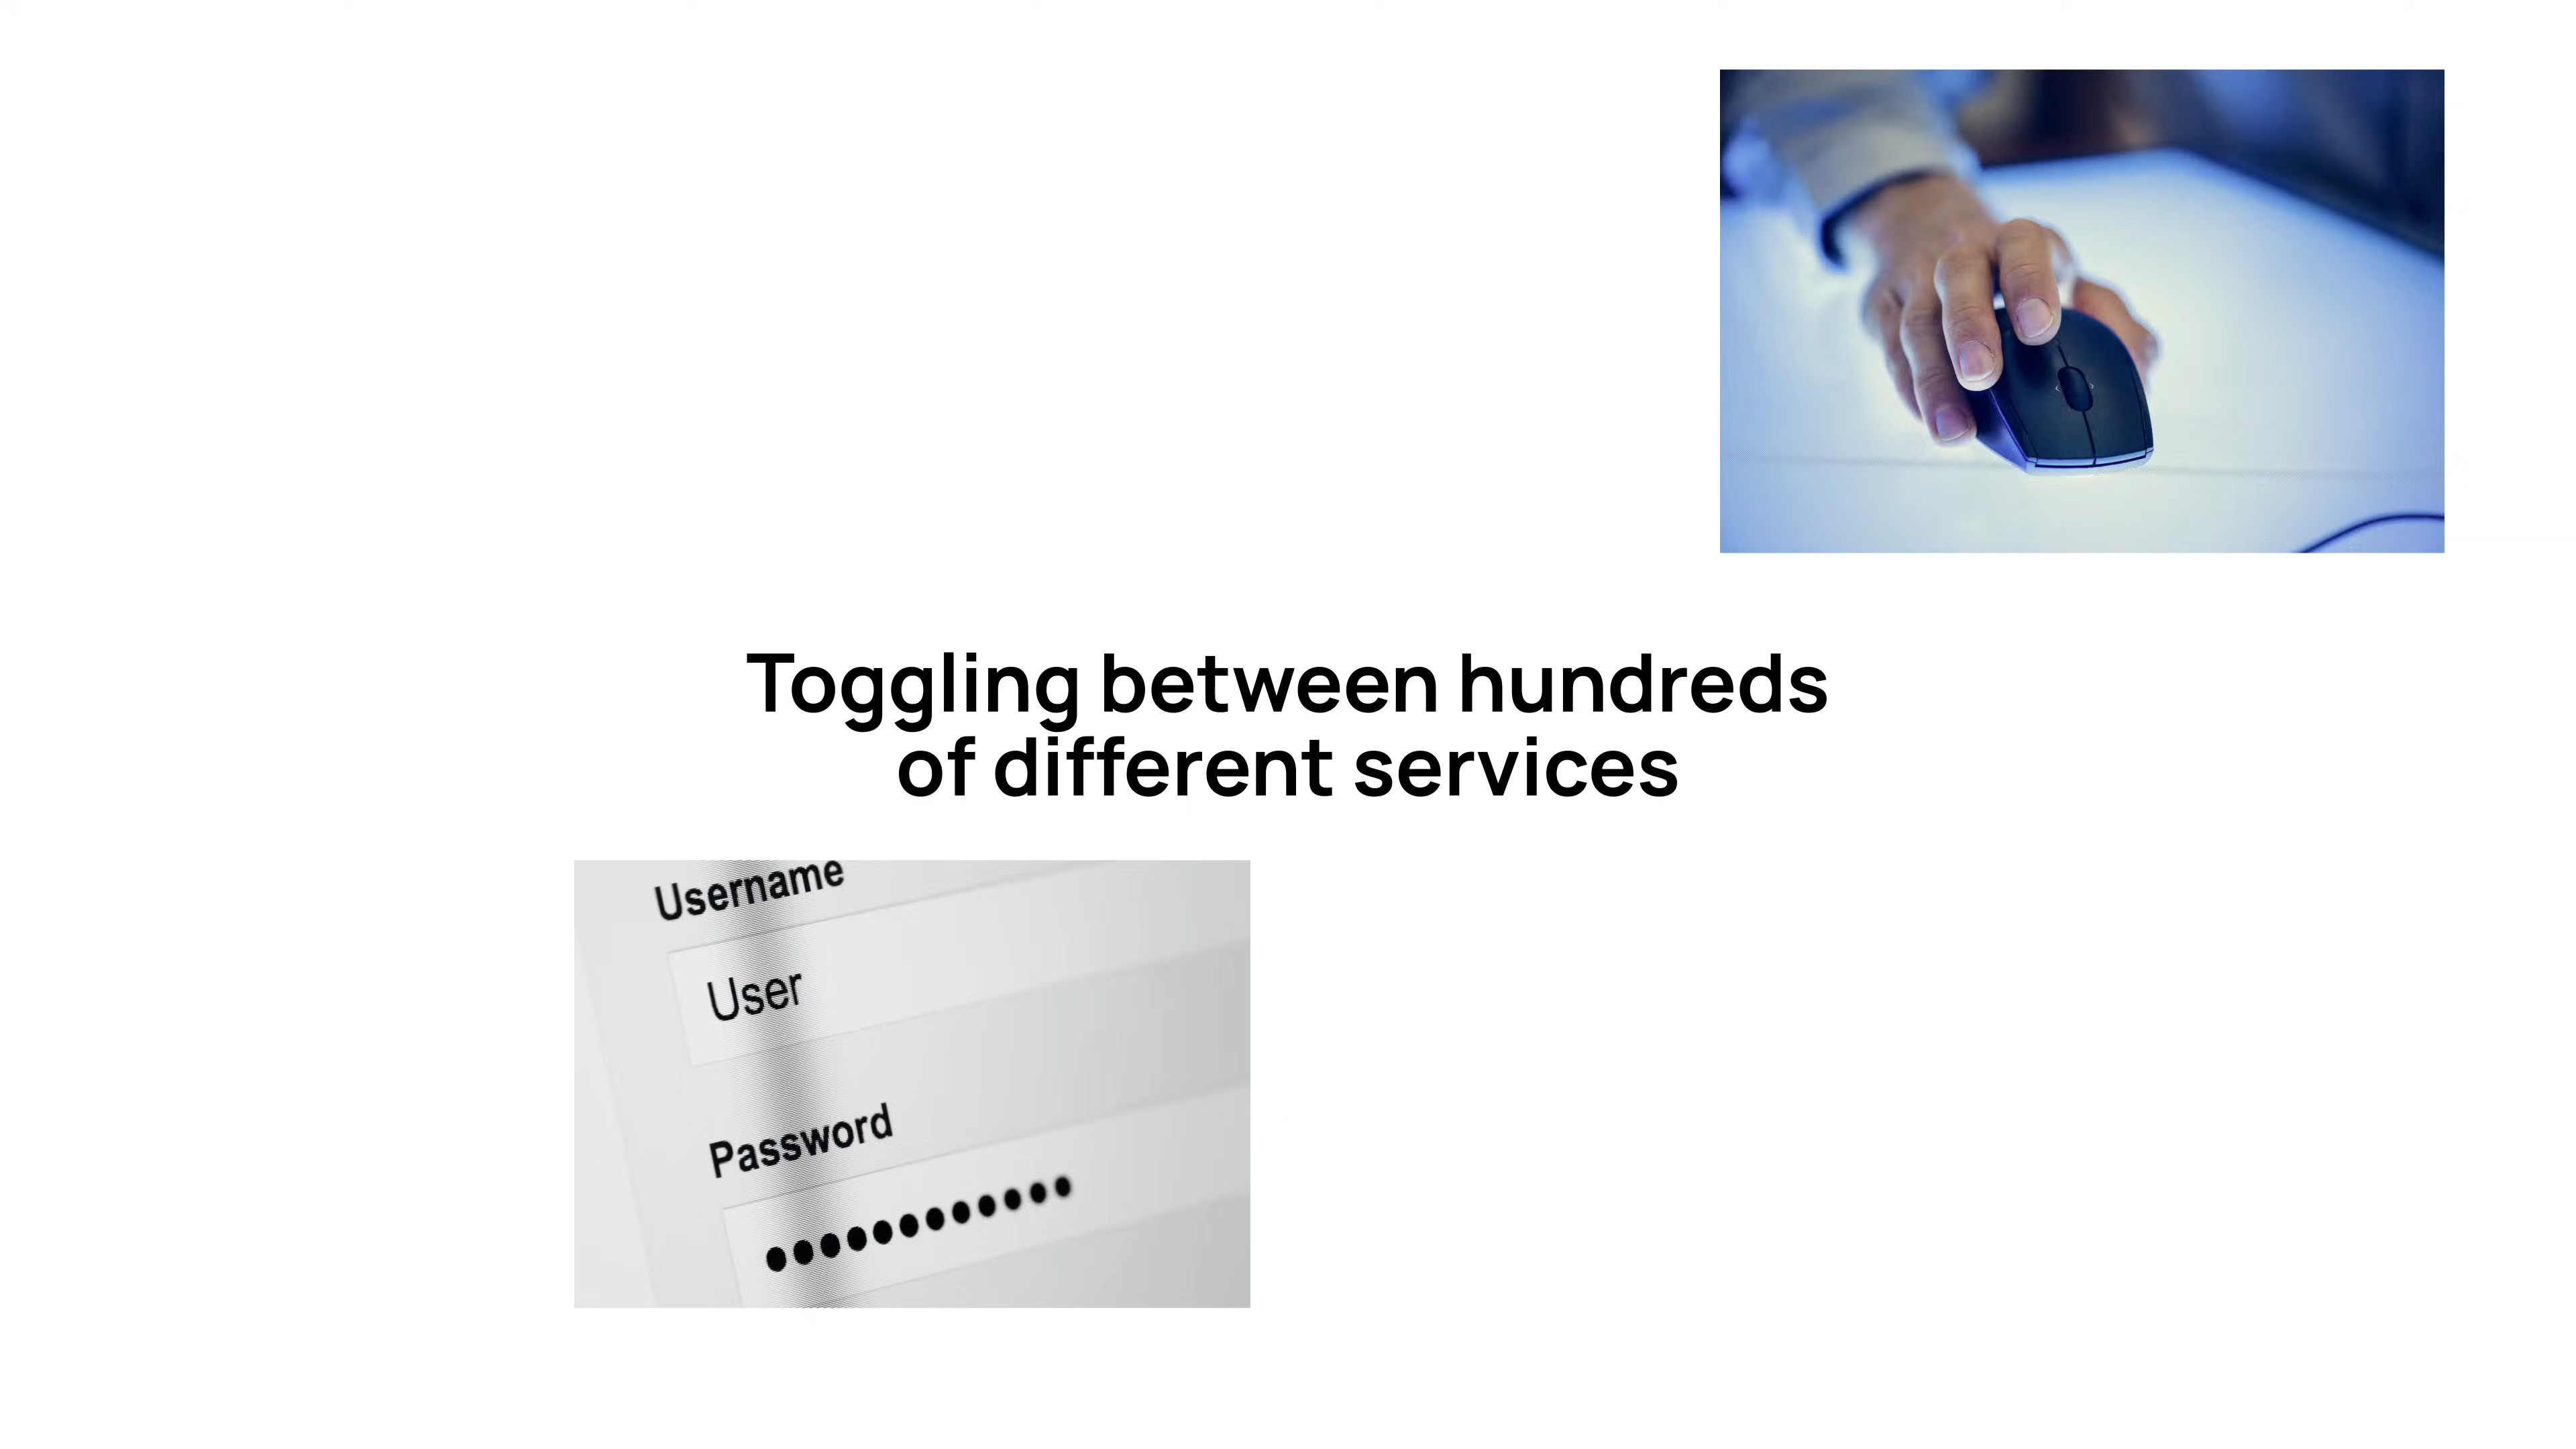 Toggling between hundreds
of different services
Username
User
Password